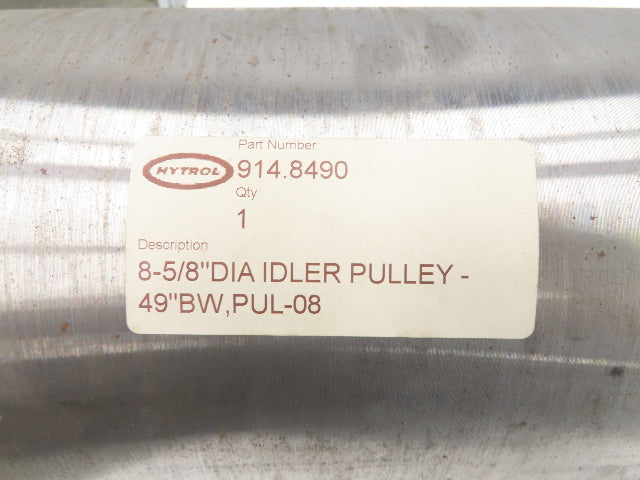 Part Number
HYTROL 914.8490
Qty.
1
Description
8-5/8"DIA IDLER PULLEY -
49"BW,PUL-08